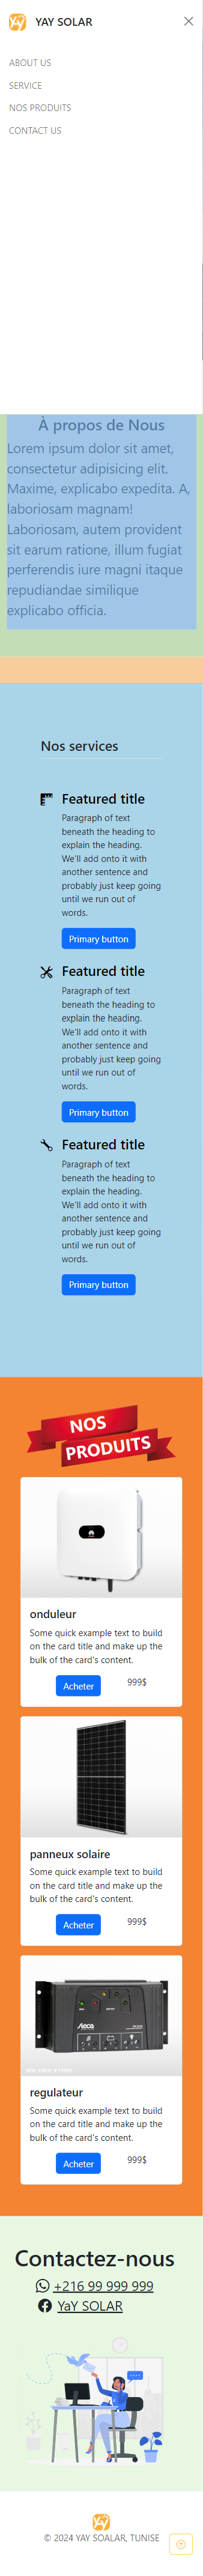 YAY SOLAR
ABOUT US
SERVICE
NOS PRODUITS
CONTACT US
À propos de Nous
Lorem ipsum dolor sit amet,
consectetur adipisicing elit.
Maxime, explicabo expedita. A,
laboriosam magnam!
Laboriosam, autem provident
sit earum ratione, illum fugiat
perferendis iure magni itaque
repudiandae similique
explicabo officia.
Nos services
Featured title
Paragraph of text
beneath the heading to
explain the heading.
We'll add onto it with
another sentence and
probably just keep going
until we run out of
words.
Primary button
Featured title
Paragraph of text
beneath the heading to
explain the heading.
We'll add onto it with
another sentence and
probably just keep going
until we run out of
words.
Primary button
Featured title
Paragraph of text
beneath the heading to
explain the heading.
We'll add onto it with
another sentence and
probably just keep going
until we run out of
words.
Primary button
NOS
PRODUITS
onduleur
Some quick example text to build
on the card title and make up the
bulk of the card's content.
Acheter 999$
panneux solaire
Some quick example text to build
on the card title and make up the
bulk of the card's content.
Acheter 999$
Steca
regulateur
Some quick example text to build
on the card title and make up the
bulk of the card's content.
Acheter 999$
Contactez-nous
+216 99 999 999
YaY SOLAR
© 2024 YAY SOALAR, TUNISE